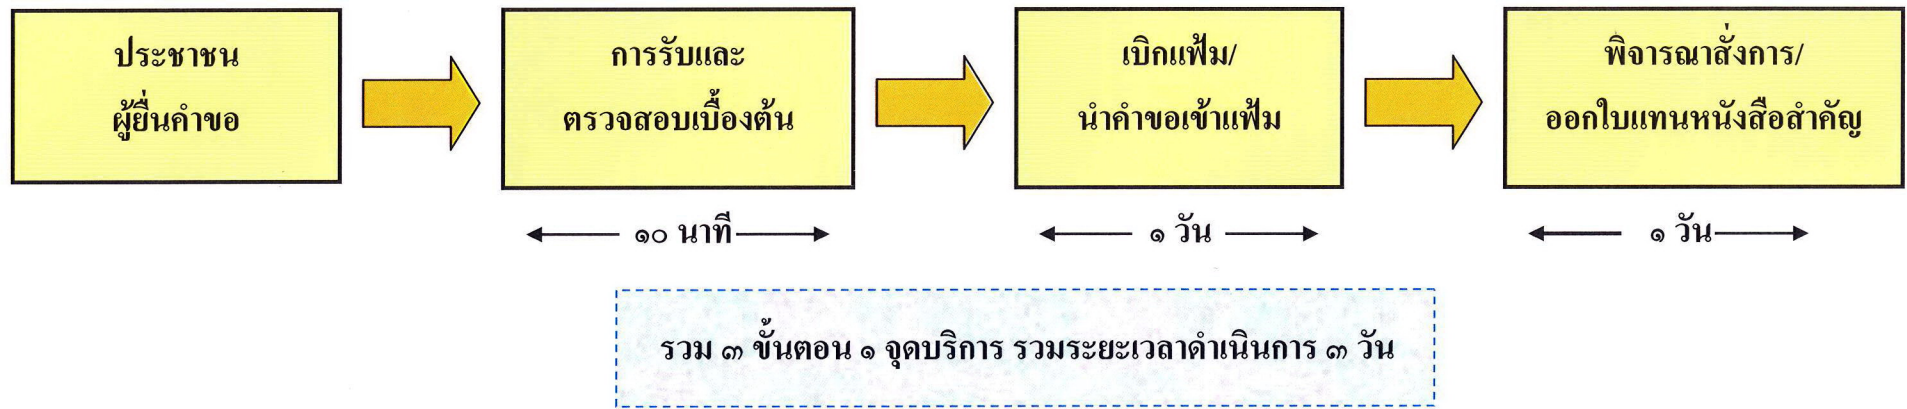 ประชาชน
ผู้ยื่นคำขอ
การรับและ
ตรวจสอบเบื้องต้น
เบิกแฟ้ม/
นำคำขอเข้าแฟ้ม
พิจารณาสั่งการ/
ออกใบแทนหนังสือสำคัญ
๑๐ นาที
๑ วัน
๑ วัน
รวม ๓ ขั้นตอน ๑ จุดบริการ รวมระยะเวลาดำเนินการ ๓ วัน